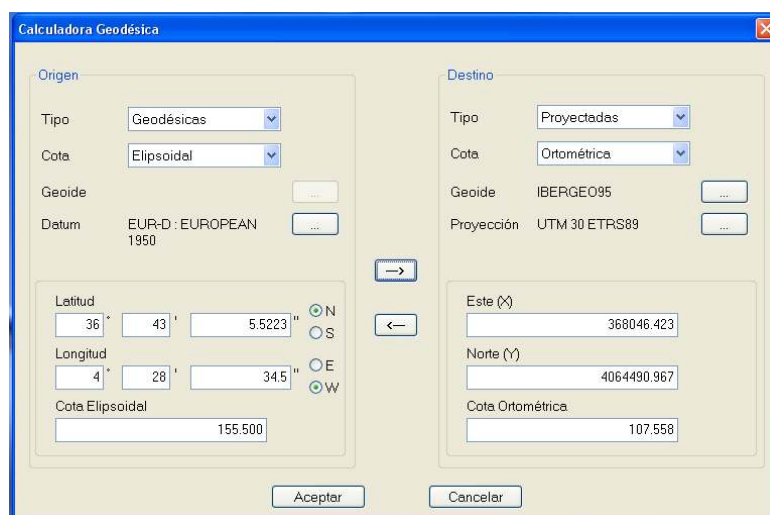 Calculadora Geodésica
Origen
Tipo Geodésicas
Cota Elipsoidal
Geoide ...
Datum EUR-D : EUROPEAN 1950 ...
Latitud
36 ° 43 ' 5.5223 " N S
Longitud
4 ° 28 ' 34.5 " E W
Cota Elipsoidal
155.500
-->
<--
Destino
Tipo Proyectadas
Cota Ortométrica
Geoide IBERGEO95 ...
Proyección UTM 30 ETRS89 ...
Este (X)
368046.423
Norte (Y)
4064490.967
Cota Ortométrica
107.558
Aceptar Cancelar